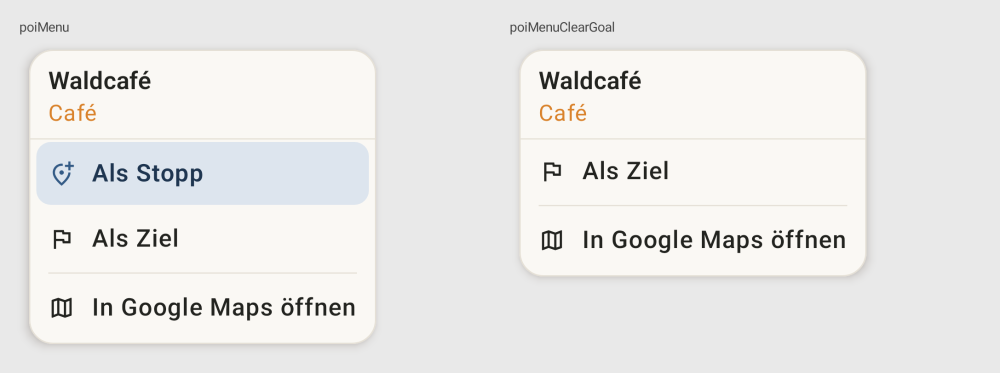 poiMenu
Waldcafé
Café
Als Stopp
Als Ziel
In Google Maps öffnen
poiMenuClearGoal
Waldcafé
Café
Als Ziel
In Google Maps öffnen